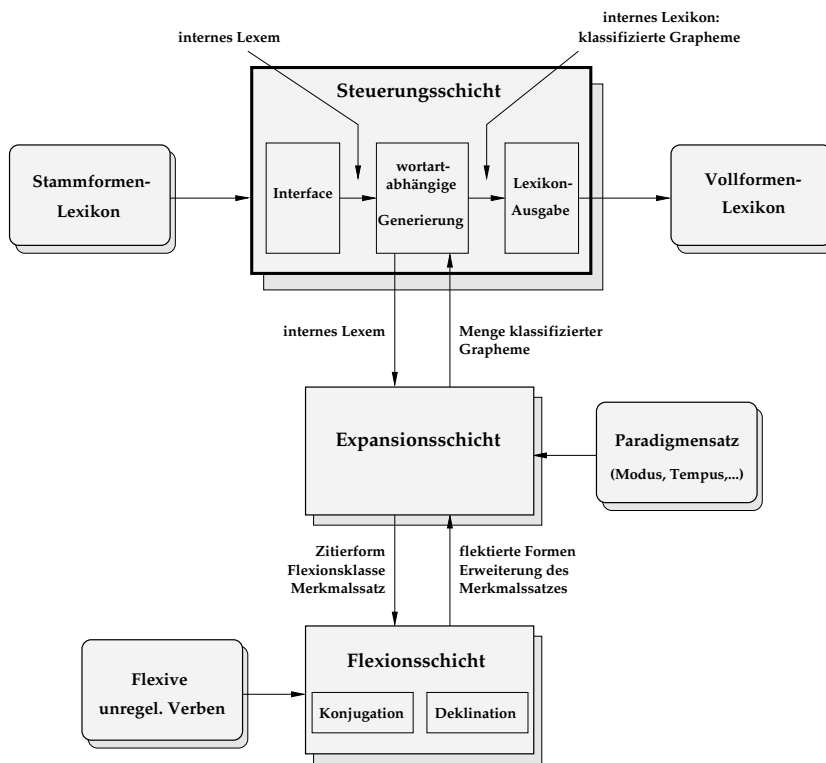 internes Lexem
internes Lexikon:
klassifizierte Grapheme
Steuerungsschicht
Stammformen-
Lexikon
Interface
wortart-
abhängige
Generierung
Lexikon-
Ausgabe
Vollformen-
Lexikon
internes Lexem
Menge klassifizierter
Grapheme
Expansionsschicht
Paradigmensatz
(Modus, Tempus,...)
Zitierform
Flexionsklasse
Merkmalssatz
flektierte Formen
Erweiterung des
Merkmalssatzes
Flexive
unregel. Verben
Flexionsschicht
Konjugation
Deklination